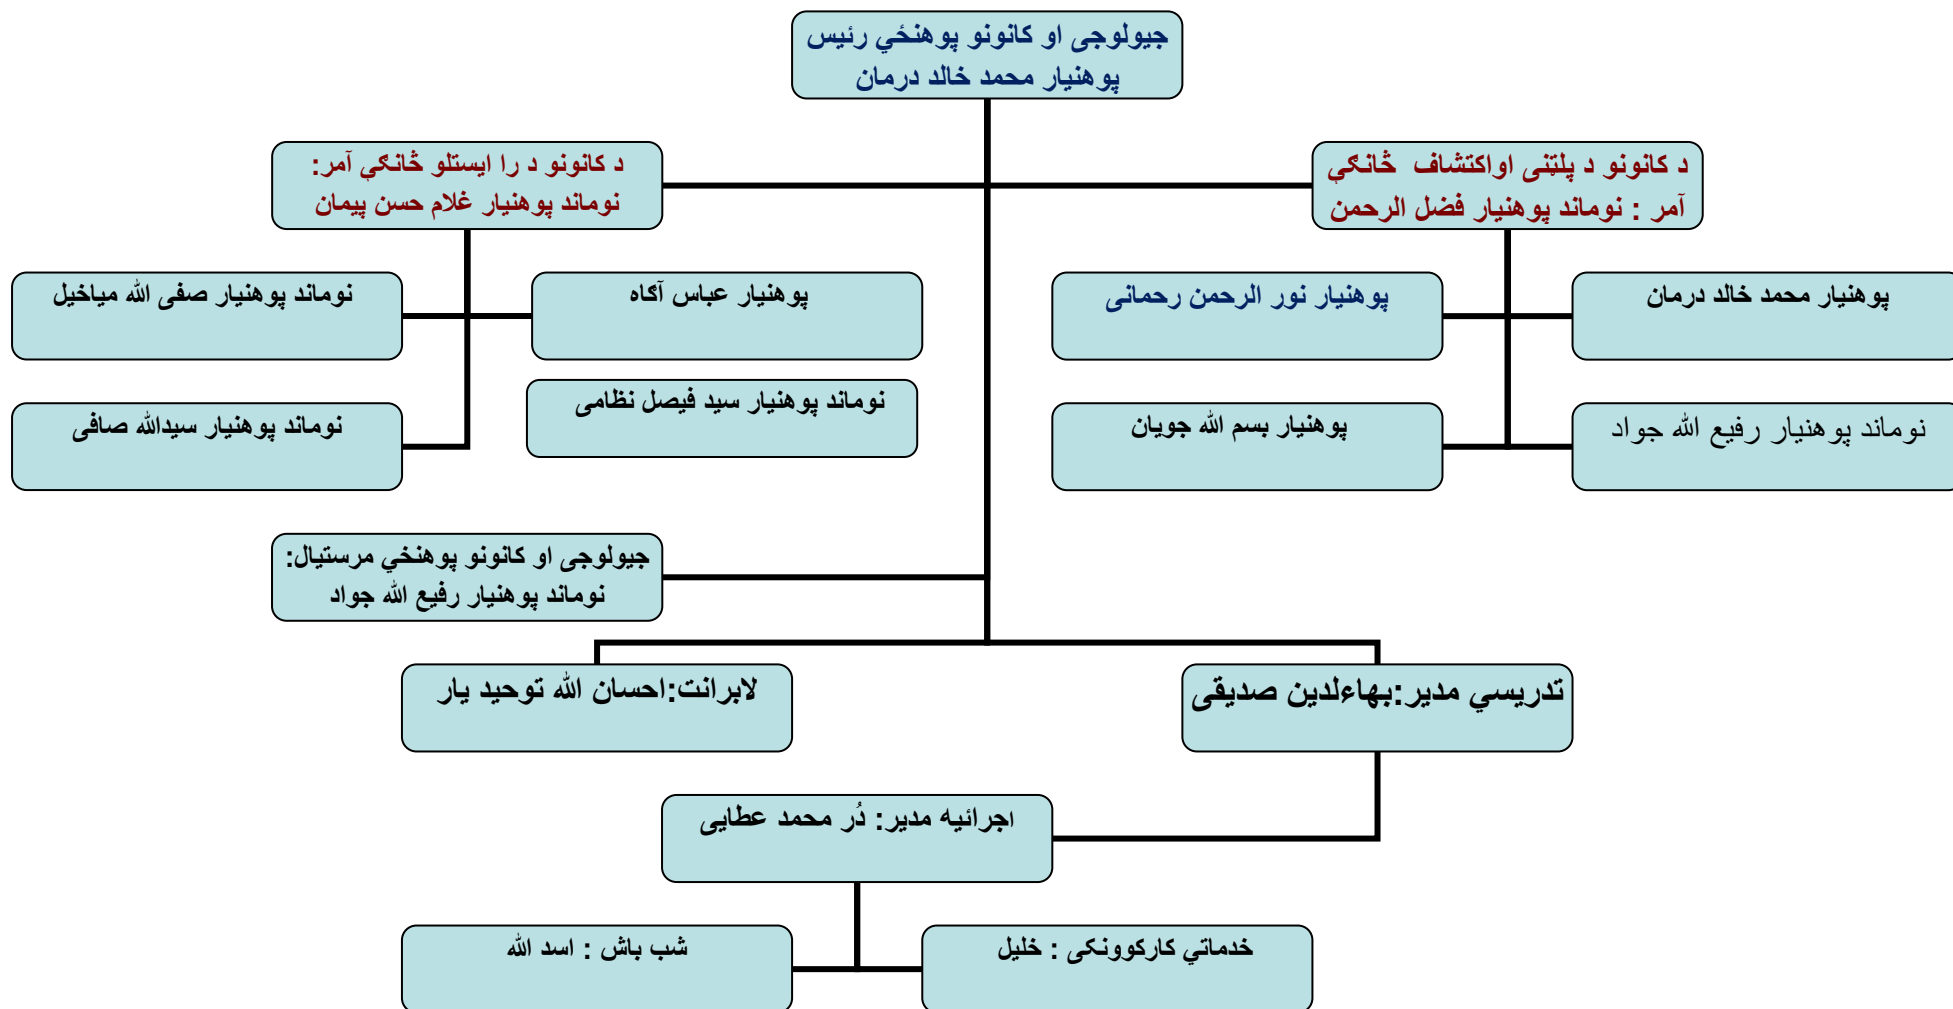 جیولوجی او کانونو پوهنځي رئیس
پوهنیار محمد خالد درمان
د کانونو د پلټنی اواکتشاف څانګې
آمر : نوماند پوهنیار فضل الرحمن
د کانونو د را ایستلو څانګې آمر:
نوماند پوهنیار غلام حسن پیمان
پوهنیار محمد خالد درمان
پوهنیار نور الرحمن رحمانی
پوهنیار عباس آګاه
نوماند پوهنیار صفی الله میاخیل
نوماند پوهنیار رفیع الله جواد
پوهنیار بسم الله جویان
نوماند پوهنیار سید فیصل نظامی
نوماند پوهنیار سیدالله صافی
جیولوجی او کانونو پوهنځي مرستیال:
نوماند پوهنیار رفیع الله جواد
تدریسي مدیر:بهاءلدین صدیقی
لابرانت:احسان الله توحید یار
اجرائیه مدیر: دُر محمد عطایی
خدماتي کارکوونکی : خلیل
شب باش : اسد الله